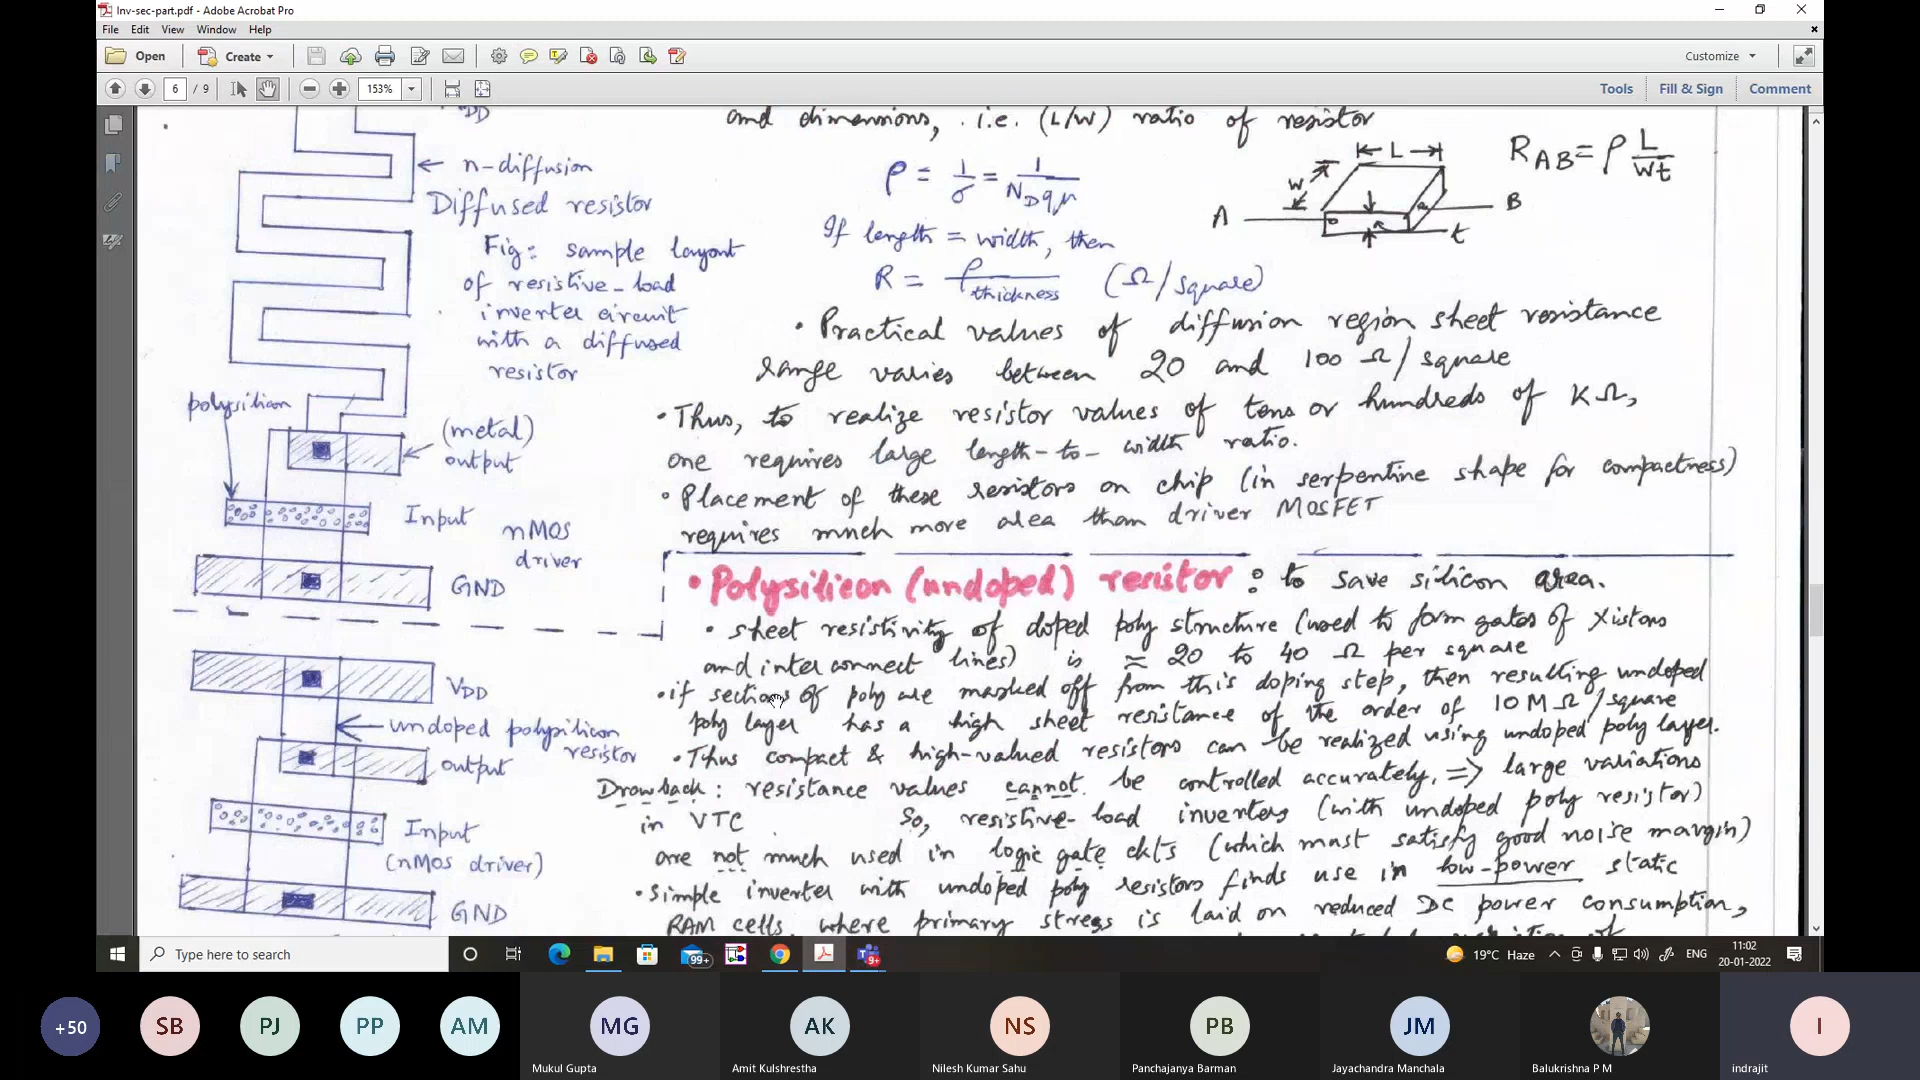 Inv-sec-part.pdf - Adobe Acrobat Pro
File Edit View Window Help
Open Create Customize
6 / 9 153% Tools Fill & Sign Comment
DD
n-diffusion
Diffused resistor
Fig: sample layout
of resistive-load
inverter circuit
with a diffused
resistor
polysilicon
(metal)
output
Input
nMOS
driver
GND
VDD
undoped polysilicon
resistor
output
Input
(nMOS driver)
GND
and dimensions, i.e. (L/W) ratio of resistor
ρ = 1/σ = 1/N_D q μ
If length = width, then
R = ρ/thickness (Ω/square)
L
W
A
B
t
R_AB = ρ L/Wt
• Practical values of diffusion region sheet resistance
range varies between 20 and 100 Ω/square
• Thus, to realize resistor values of tens or hundreds of KΩ,
one requires large length-to-width ratio.
• Placement of these resistors on chip (in serpentine shape for compactness)
requires much more area than driver MOSFET
• Polysilicon (undoped) resistor : to save silicon area.
• sheet resistivity of doped poly structure (used to form gates of Xistors
and interconnect lines) is ≈ 20 to 40 Ω per square
• if sections of poly are masked off from this doping step, then resulting undoped
poly layer has a high sheet resistance of the order of 10 MΩ/square
• Thus compact & high-valued resistors can be realized using undoped poly layer.
Drawback : resistance values cannot be controlled accurately, => large variations
in VTC So, resistive-load inverters (with undoped poly resistor)
are not much used in logic gate ckts (which must satisfy good noise margin)
• Simple inverter with undoped poly resistors finds use in low-power static
RAM cells, where primary stress is laid on reduced DC power consumption,
Type here to search
99+
9+
19°C Haze
ENG
11:02
20-01-2022
+50 SB PJ PP AM MG AK NS PB JM I
Mukul Gupta Amit Kulshrestha Nilesh Kumar Sahu Panchajanya Barman Jayachandra Manchala Balukrishna P M indrajit